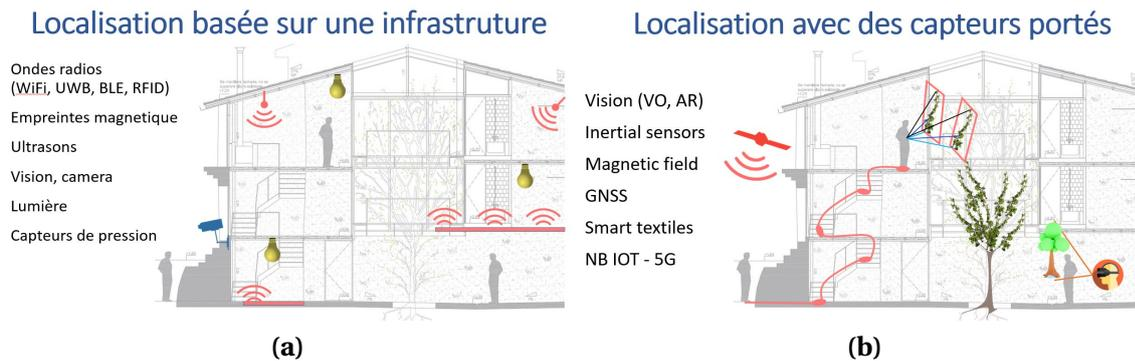 Localisation basée sur une infrastruture
Ondes radios
(WiFi, UWB, BLE, RFID)
Empreintes magnetique
Ultrasons
Vision, camera
Lumière
Capteurs de pression
(a)
Localisation avec des capteurs portés
Vision (VO, AR)
Inertial sensors
Magnetic field
GNSS
Smart textiles
NB IOT - 5G
(b)